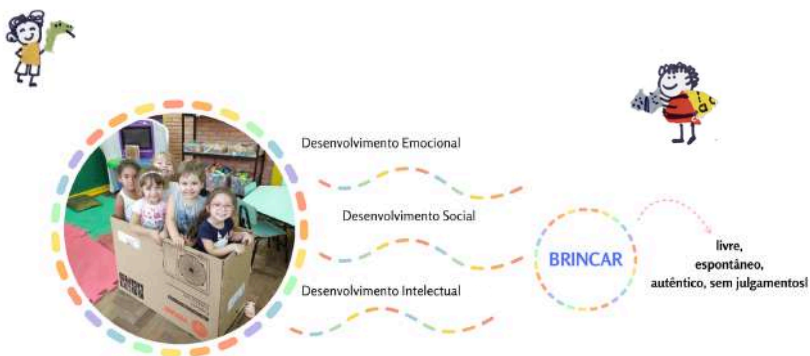 Desenvolvimento Emocional
Desenvolvimento Social
Desenvolvimento Intelectual
BRINCAR
livre,
espontâneo,
autêntico, sem julgamentos!